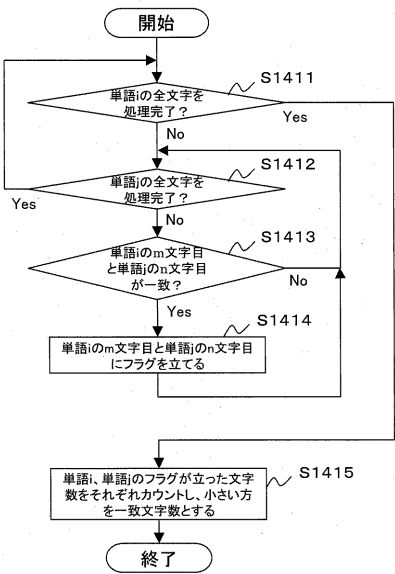 開始
S1411
単語iの全文字を
処理完了？
Yes
No
S1412
単語jの全文字を
処理完了？
Yes
No
S1413
単語iのm文字目
と単語jのn文字目
が一致？
No
Yes
S1414
単語iのm文字目と単語jのn文字目
にフラグを立てる
S1415
単語i、単語jのフラグが立った文字
数をそれぞれカウントし、小さい方
を一致文字数とする
終了